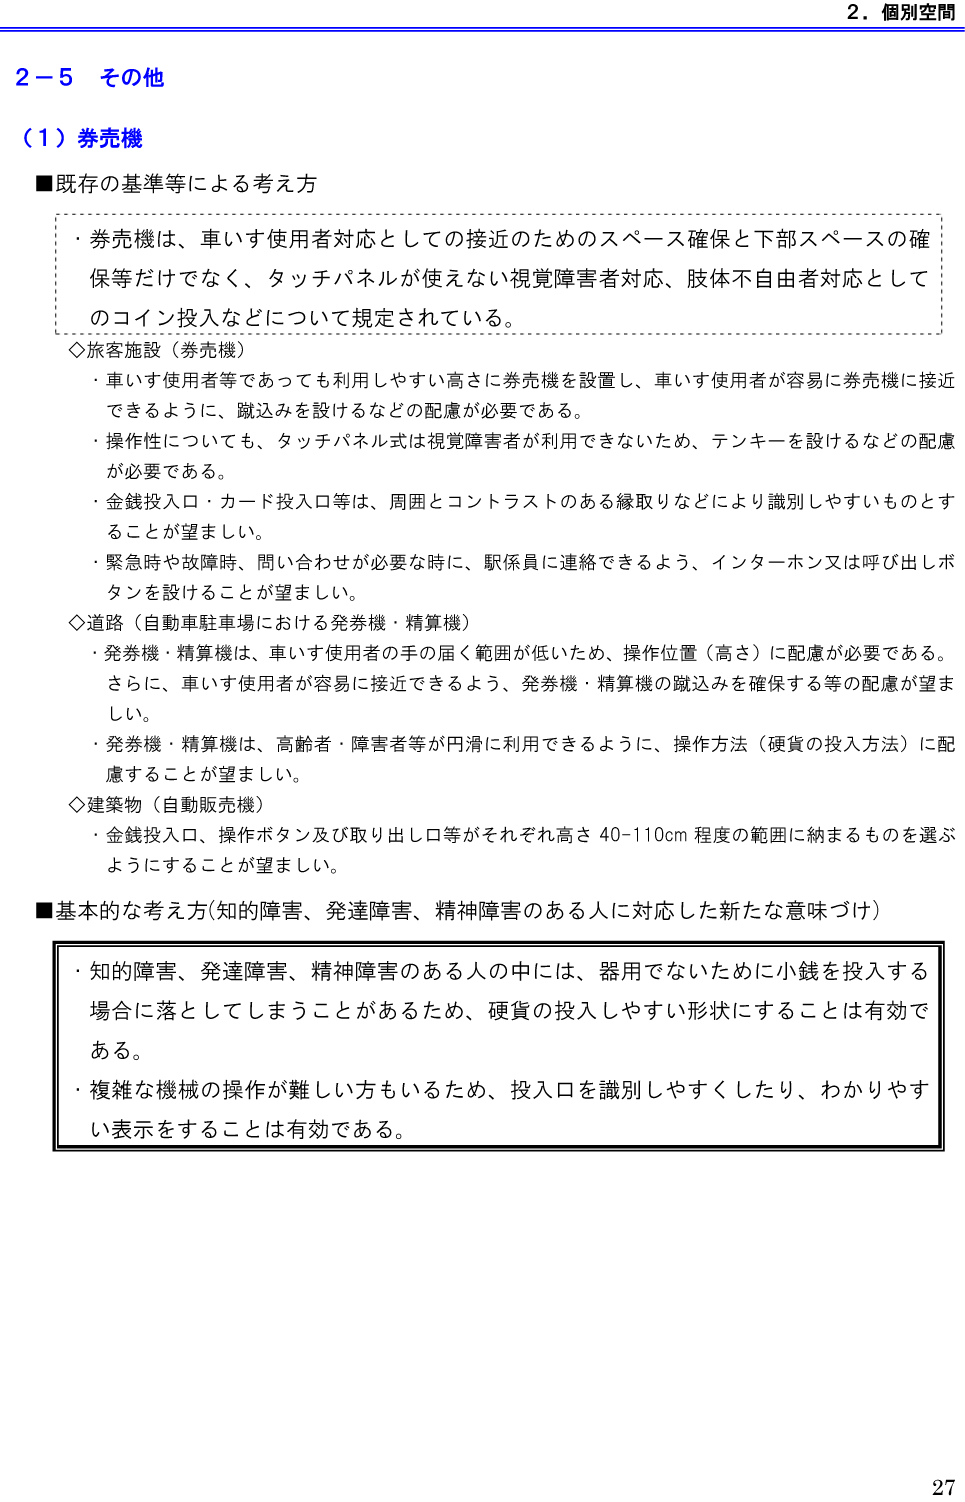 ２．個別空間
２－５　その他
（１）券売機
■既存の基準等による考え方
・券売機は、車いす使用者対応としての接近のためのスペース確保と下部スペースの確
保等だけでなく、タッチパネルが使えない視覚障害者対応、肢体不自由者対応として
のコイン投入などについて規定されている。
◇旅客施設（券売機）
・車いす使用者等であっても利用しやすい高さに券売機を設置し、車いす使用者が容易に券売機に接近
できるように、蹴込みを設けるなどの配慮が必要である。
・操作性についても、タッチパネル式は視覚障害者が利用できないため、テンキーを設けるなどの配慮
が必要である。
・金銭投入口・カード投入口等は、周囲とコントラストのある縁取りなどにより識別しやすいものとす
ることが望ましい。
・緊急時や故障時、問い合わせが必要な時に、駅係員に連絡できるよう、インターホン又は呼び出しボ
タンを設けることが望ましい。
◇道路（自動車駐車場における発券機・精算機）
・発券機・精算機は、車いす使用者の手の届く範囲が低いため、操作位置（高さ）に配慮が必要である。
さらに、車いす使用者が容易に接近できるよう、発券機・精算機の蹴込みを確保する等の配慮が望ま
しい。
・発券機・精算機は、高齢者・障害者等が円滑に利用できるように、操作方法（硬貨の投入方法）に配
慮することが望ましい。
◇建築物（自動販売機）
・金銭投入口、操作ボタン及び取り出し口等がそれぞれ高さ 40-110cm 程度の範囲に納まるものを選ぶ
ようにすることが望ましい。
■基本的な考え方(知的障害、発達障害、精神障害のある人に対応した新たな意味づけ)
・知的障害、発達障害、精神障害のある人の中には、器用でないために小銭を投入する
場合に落としてしまうことがあるため、硬貨の投入しやすい形状にすることは有効で
ある。
・複雑な機械の操作が難しい方もいるため、投入口を識別しやすくしたり、わかりやす
い表示をすることは有効である。
27